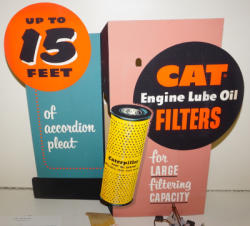 UP TO
15
FEET
of
accordion
pleat
CAT
Engine Lube Oil
FILTERS
Caterpillar
for
LARGE
filtering
CAPACITY